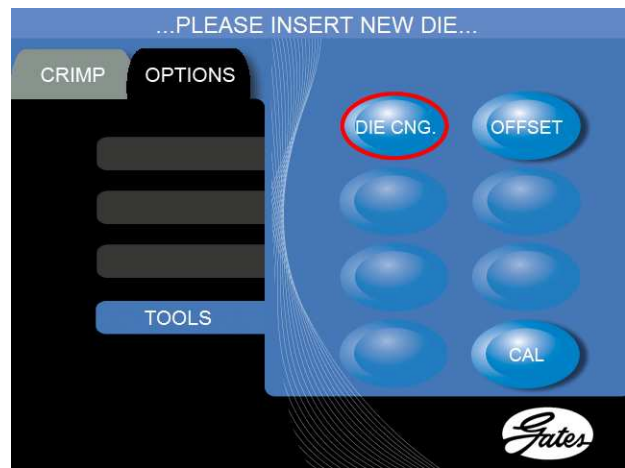 ...PLEASE INSERT NEW DIE...
CRIMP OPTIONS
DIE CNG. OFFSET
TOOLS
CAL
Gates